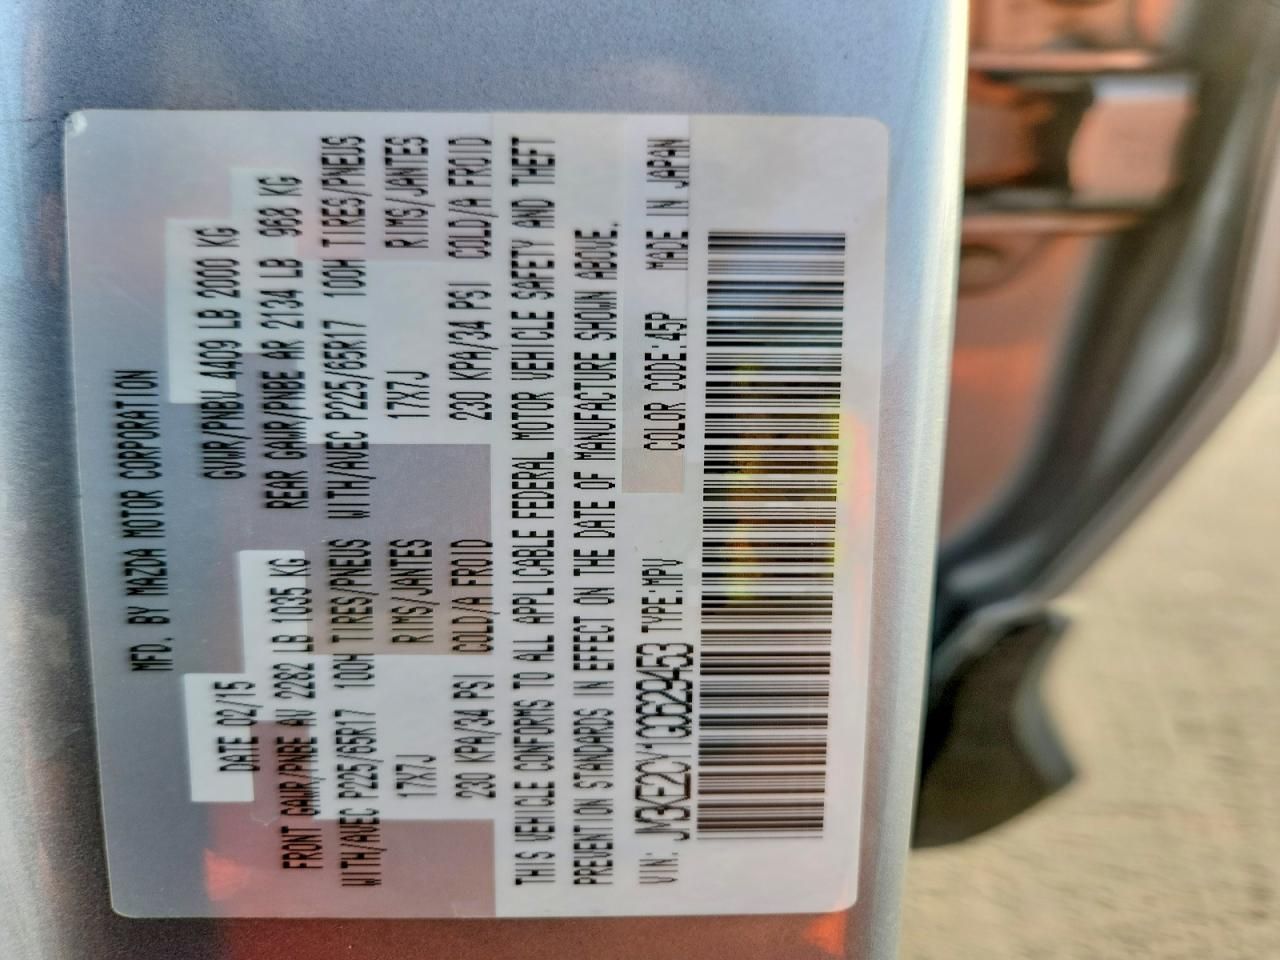 MFD. BY MAZDA MOTOR CORPORATION
DATE 02/15 GVWR/PNBV 4409 LB 2000 KG
FRONT GAWR/PNBE AV 2282 LB 1035 KG REAR GAWR/PNBE AR 2134 LB 968 KG
WITH/AVEC P225/65R17 100H TIRES/PNEUS WITH/AVEC P225/65R17 100H TIRES/PNEUS
17X7J RIMS/JANTES 17X7J RIMS/JANTES
230 KPA/34 PSI COLD/A FROID 230 KPA/34 PSI COLD/A FROID
THIS VEHICLE CONFORMS TO ALL APPLICABLE FEDERAL MOTOR VEHICLE SAFETY AND THEFT
PREVENTION STANDARDS IN EFFECT ON THE DATE OF MANUFACTURE SHOWN ABOVE.
VIN: JM3KE2CY1G0629453 TYPE:MPV COLOR CODE:45P MADE IN JAPAN